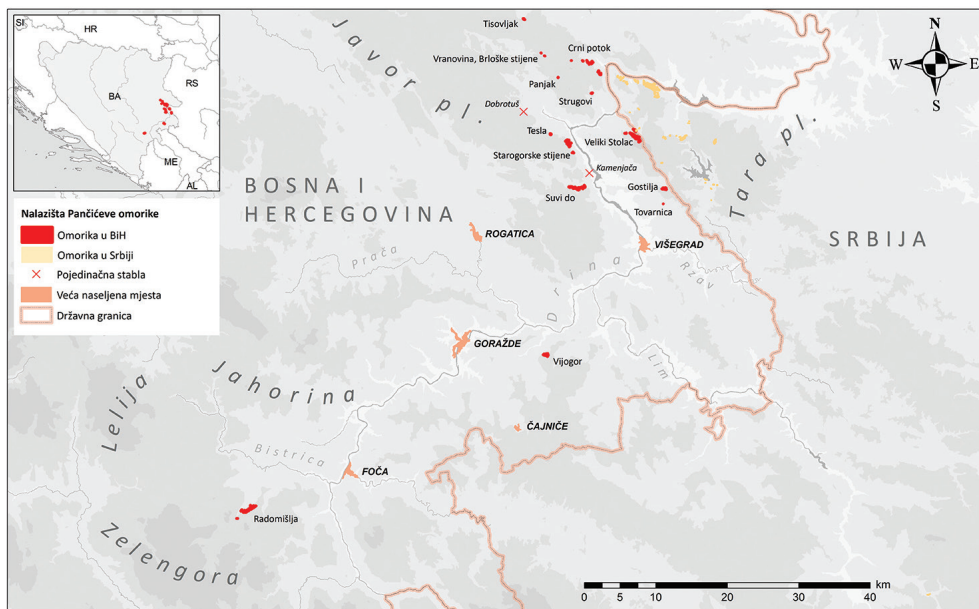 SI
HR
RS
BA
ME
AL
Nalazišta Pančićeve omorike
Omorika u BiH
Omorika u Srbiji
Pojedinačna stabla
Veća naseljena mjesta
Državna granica
N
W
E
S
Tisovljak
Javor pl.
Vranovina, Brloške stijene
Crni potok
Panjak
Strugovi
Dobrotuš
Tesla
Veliki Stolac
Starogorske stijene
Kamenjača
Tara pl.
Suvi do
Gostilja
Tovarnica
BOSNA I
HERCEGOVINA
SRBIJA
ROGATICA
VIŠEGRAD
Prača
Drina
Rzav
GORAŽDE
Vijogor
Lim
Jahorina
Lelija
ČAJNIČE
Bistrica
FOČA
Radomišlja
Zelengora
km
0 5 10 20 30 40